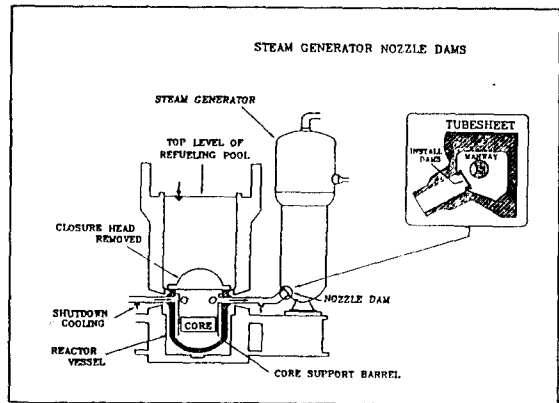 STEAM GENERATOR NOZZLE DAMS
STEAM GENERATOR
TOP LEVEL OF
REFUELING POOL
TUBESHEET
INSTALL
DAMS
MANWAY
CLOSURE HEAD
REMOVED
NOZZLE DAM
SHUTDOWN
COOLING
CORE
REACTOR
VESSEL
CORE SUPPORT BARREL